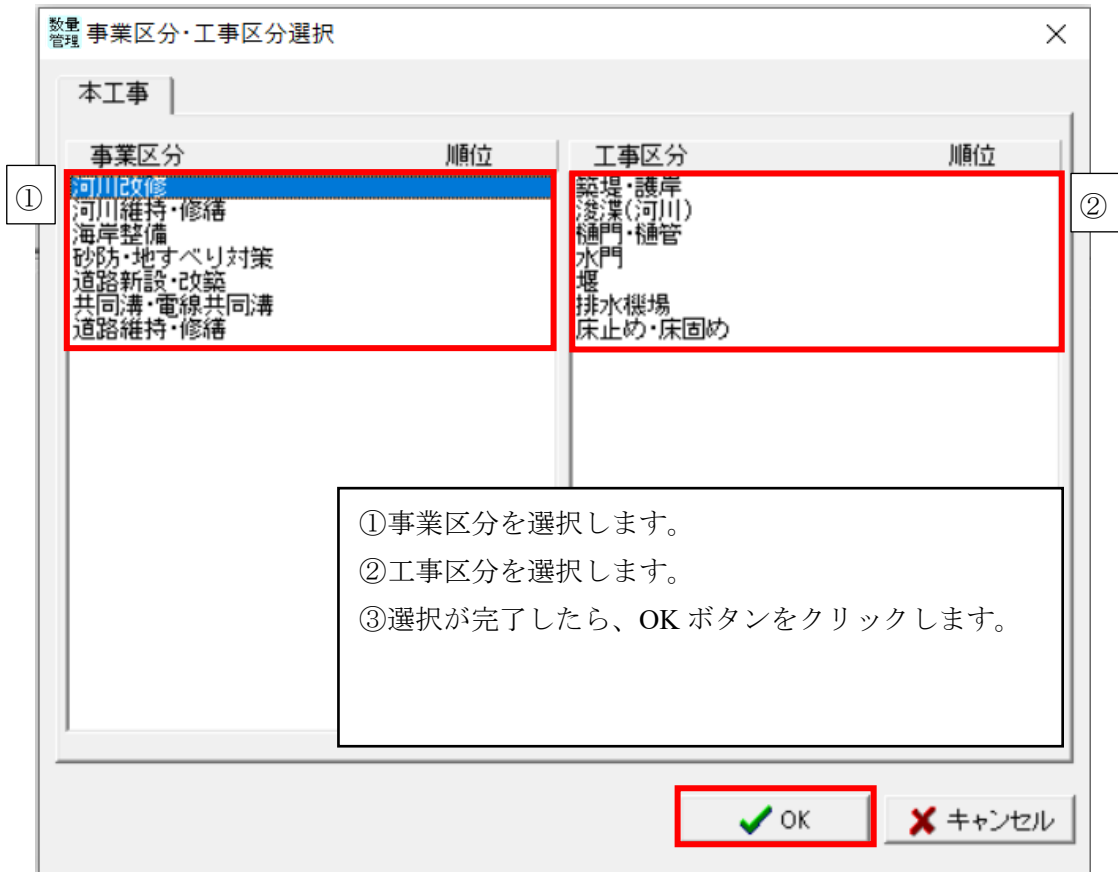 数量管理 事業区分・工事区分選択
本工事
事業区分 順位
工事区分 順位
①
河川改修
河川維持・修繕
海岸整備
砂防・地すべり対策
道路新設・改築
共同溝・電線共同溝
道路維持・修繕
②
築堤・護岸
浚渫(河川)
樋門・樋管
水門
堰
排水機場
床止め・床固め
①事業区分を選択します。
②工事区分を選択します。
③選択が完了したら、OK ボタンをクリックします。
OK
キャンセル